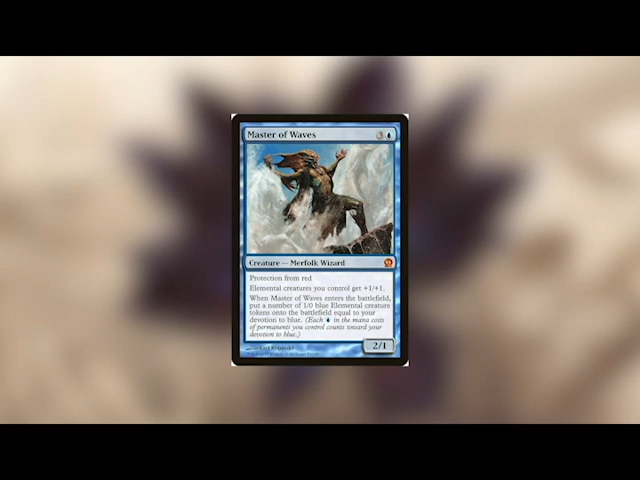 Master of Waves 3
Creature — Merfolk Wizard
Protection from red
Elemental creatures you control get +1/+1.
When Master of Waves enters the battlefield,
put a number of 1/0 blue Elemental creature
tokens onto the battlefield equal to your
devotion to blue. (Each in the mana costs
of permanents you control counts toward your
devotion to blue.)
2/1